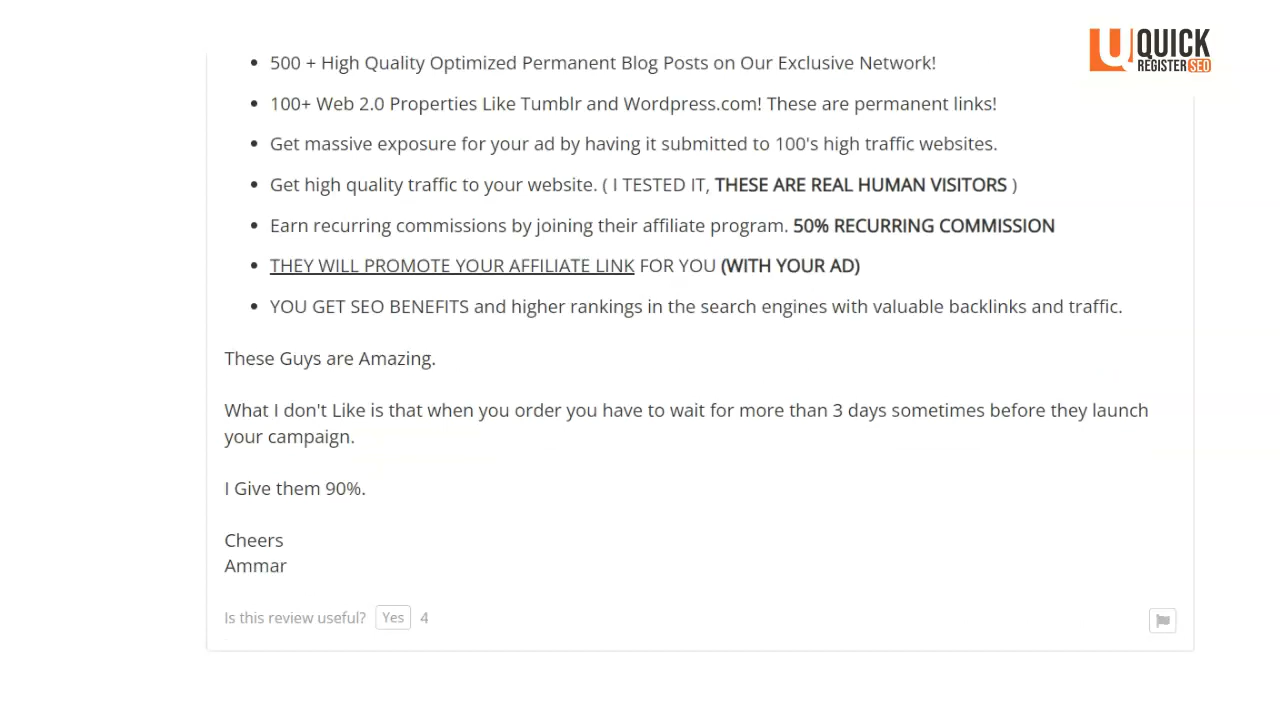 QUICK
REGISTER SEO
500 + High Quality Optimized Permanent Blog Posts on Our Exclusive Network!
100+ Web 2.0 Properties Like Tumblr and Wordpress.com! These are permanent links!
Get massive exposure for your ad by having it submitted to 100's high traffic websites.
Get high quality traffic to your website. ( I TESTED IT, THESE ARE REAL HUMAN VISITORS )
Earn recurring commissions by joining their affiliate program. 50% RECURRING COMMISSION
THEY WILL PROMOTE YOUR AFFILIATE LINK FOR YOU (WITH YOUR AD)
YOU GET SEO BENEFITS and higher rankings in the search engines with valuable backlinks and traffic.
These Guys are Amazing.
What I don't Like is that when you order you have to wait for more than 3 days sometimes before they launch
your campaign.
I Give them 90%.
Cheers
Ammar
Is this review useful? Yes 4